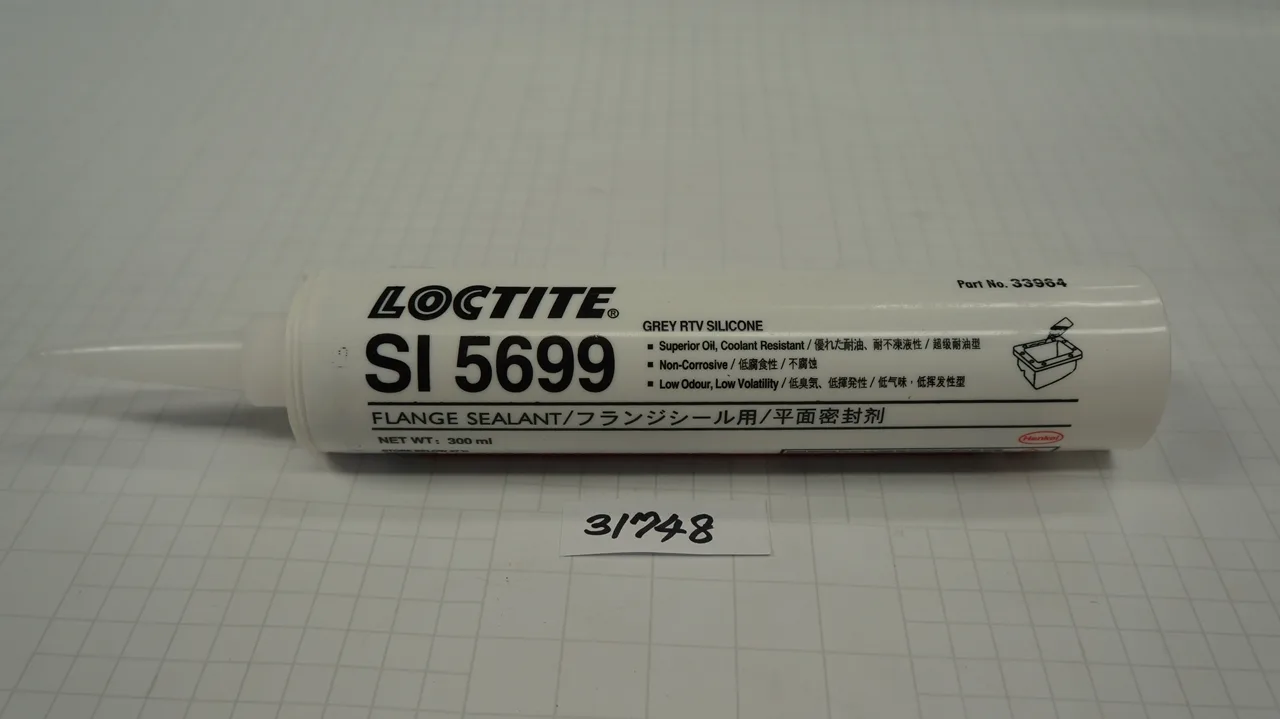 LOCTITE®
Part No. 33964
SI 5699
GREY RTV SILICONE
▪ Superior Oil, Coolant Resistant / 優れた耐油、耐不凍液性 / 超级耐油型
▪ Non-Corrosive / 低腐食性 / 不腐蚀
▪ Low Odour, Low Volatility / 低臭気、低揮発性 / 低气味，低挥发性型
FLANGE SEALANT/フランジシール用/平面密封剂
NET WT: 300 ml
Henkel
31748